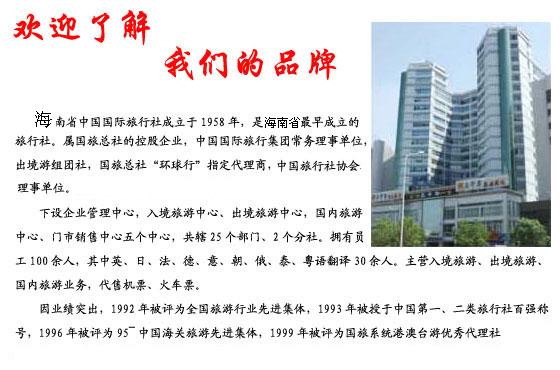 欢迎了解
我们的品牌
海南省中国国际旅行社成立于1958年，是海南省最早成立的
旅行社。属国旅总社的控股企业，中国国际旅行集团常务理事单位，
出境游组团社，国旅总社“环球行”指定代理商，中国旅行社协会
理事单位。
下设企业管理中心，入境旅游中心、出境旅游中心，国内旅游
中心、门市销售中心五个中心，共辖25个部门、2个分社。拥有员
工100余人，其中英、日、法、德、意、朝、俄、泰、粤语翻译30余人。主营入境旅游、出境旅游、
国内旅游业务，代售机票、火车票。
因业绩突出，1992年被评为全国旅游行业先进集体，1993年被授于中国第一、二类旅行社百强称
号，1996年被评为95¯中国海关旅游先进集体，1999年被评为国旅系统港澳台游优秀代理社